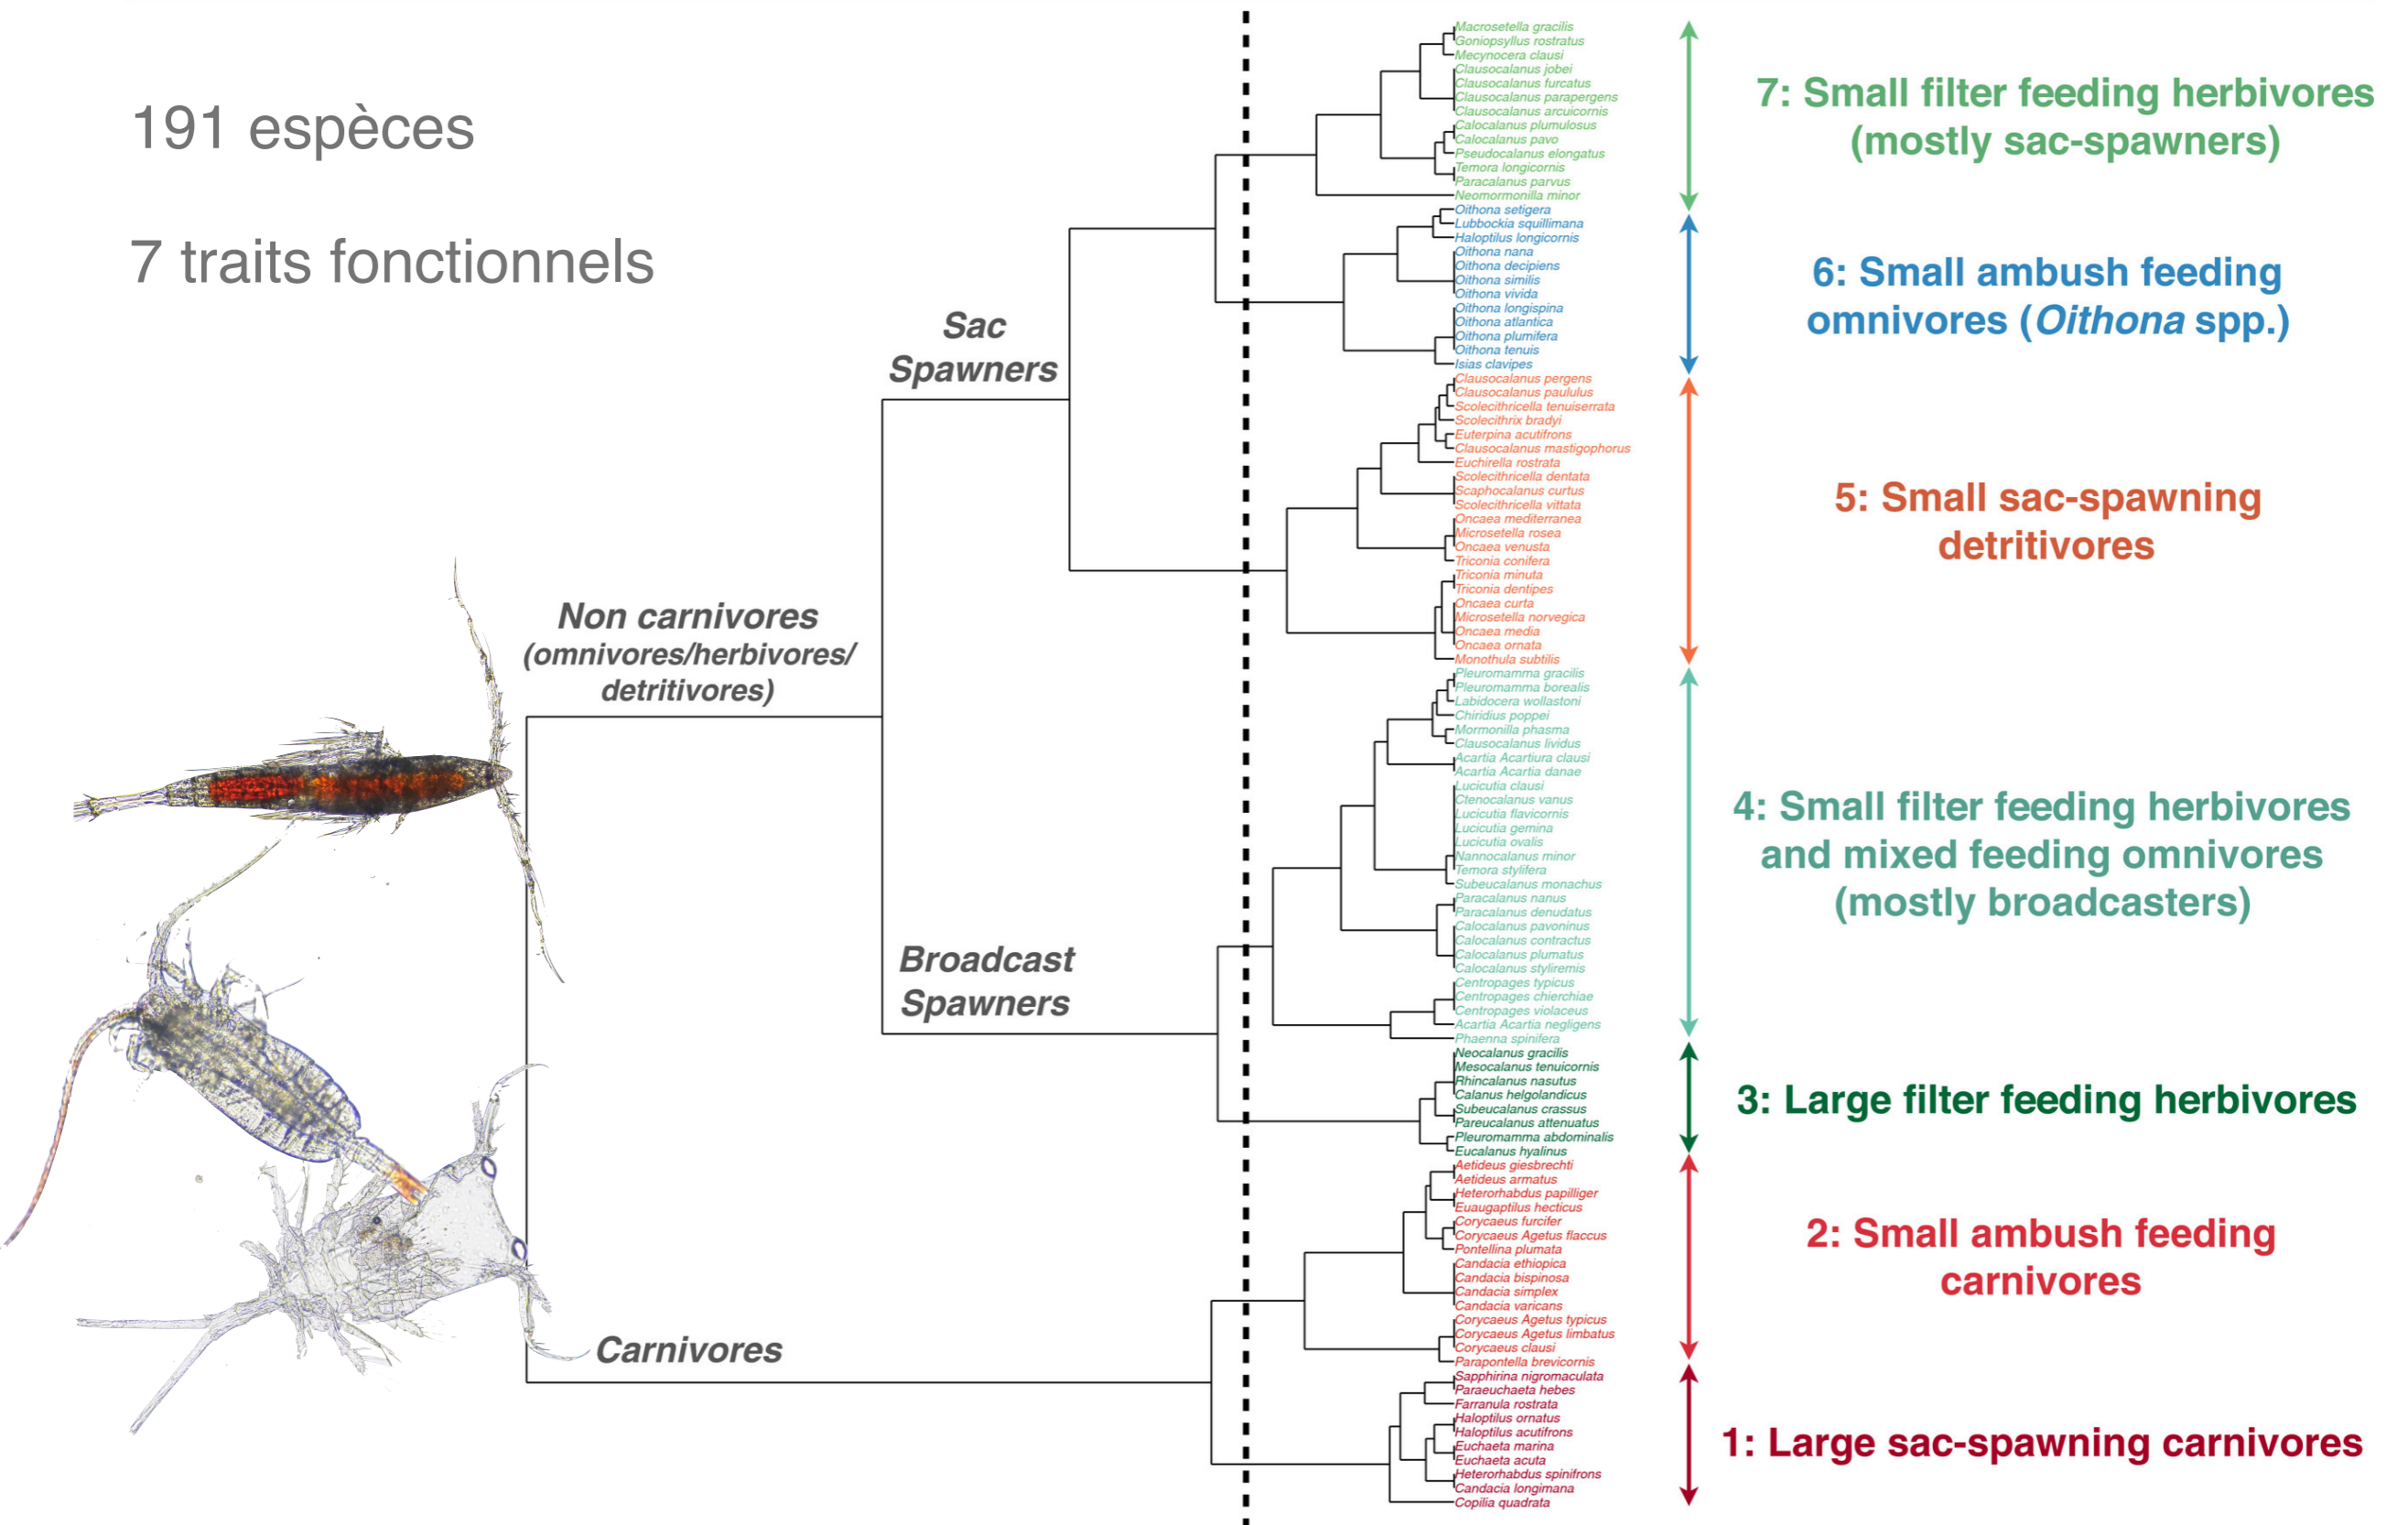 191 espèces
7 traits fonctionnels
Sac
Spawners
Non carnivores
(omnivores/herbivores/
detritivores)
Broadcast
Spawners
Carnivores
Macrosetella gracilis
Goniopsyllus rostratus
Mecynocera clausi
Clausocalanus jobei
Clausocalanus furcatus
Clausocalanus parapergens
Clausocalanus arcuicornis
Calocalanus plumulosus
Calocalanus pavo
Pseudocalanus elongatus
Temora longicornis
Paracalanus parvus
Neomormonilla minor
Oithona setigera
Lubbockia squillimana
Haloptilus longicornis
Oithona nana
Oithona decipiens
Oithona similis
Oithona vivida
Oithona longispina
Oithona atlantica
Oithona plumifera
Oithona tenuis
Isias clavipes
Clausocalanus pergens
Clausocalanus paululus
Scolecithricella tenuiserrata
Scolecithrix bradyi
Euterpina acutifrons
Clausocalanus mastigophorus
Euchirella rostrata
Scolecithricella dentata
Scaphocalanus curtus
Scolecithricella vittata
Oncaea mediterranea
Microsetella rosea
Oncaea venusta
Triconia conifera
Triconia minuta
Triconia dentipes
Oncaea curta
Microsetella norvegica
Oncaea media
Oncaea ornata
Monothula subtilis
Pleuromamma gracilis
Pleuromamma borealis
Labidocera wollastoni
Chiridius poppei
Mormonilla phasma
Clausocalanus lividus
Acartia Acartiura clausi
Acartia Acartia danae
Lucicutia clausi
Ctenocalanus vanus
Lucicutia flavicornis
Lucicutia gemina
Lucicutia ovalis
Nannocalanus minor
Temora stylifera
Subeucalanus monachus
Paracalanus nanus
Paracalanus denudatus
Calocalanus pavoninus
Calocalanus contractus
Calocalanus plumatus
Calocalanus styliremis
Centropages typicus
Centropages chierchiae
Centropages violaceus
Acartia Acartia negligens
Phaenna spinifera
Neocalanus gracilis
Mesocalanus tenuicornis
Rhincalanus nasutus
Calanus helgolandicus
Subeucalanus crassus
Pareucalanus attenuatus
Pleuromamma abdominalis
Eucalanus hyalinus
Aetideus giesbrechti
Aetideus armatus
Heterorhabdus papilliger
Euaugaptilus hecticus
Corycaeus furcifer
Corycaeus Agetus flaccus
Pontellina plumata
Candacia ethiopica
Candacia bispinosa
Candacia simplex
Candacia varicans
Corycaeus Agetus typicus
Corycaeus Agetus limbatus
Corycaeus clausi
Parapontella brevicornis
Sapphirina nigromaculata
Paraeuchaeta hebes
Farranula rostrata
Haloptilus ornatus
Haloptilus acutifrons
Euchaeta marina
Euchaeta acuta
Heterorhabdus spinifrons
Candacia longimana
Copilia quadrata
7: Small filter feeding herbivores
(mostly sac-spawners)
6: Small ambush feeding
omnivores (Oithona spp.)
5: Small sac-spawning
detritivores
4: Small filter feeding herbivores
and mixed feeding omnivores
(mostly broadcasters)
3: Large filter feeding herbivores
2: Small ambush feeding
carnivores
1: Large sac-spawning carnivores